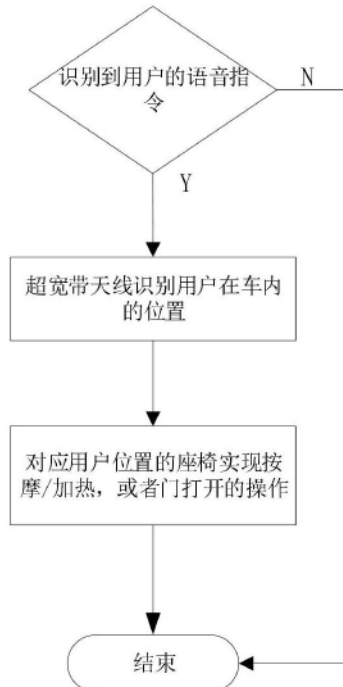 识别到用户的语音指
令
N
Y
超宽带天线识别用户在车内
的位置
对应用户位置的座椅实现按
摩/加热，或者门打开的操作
结束